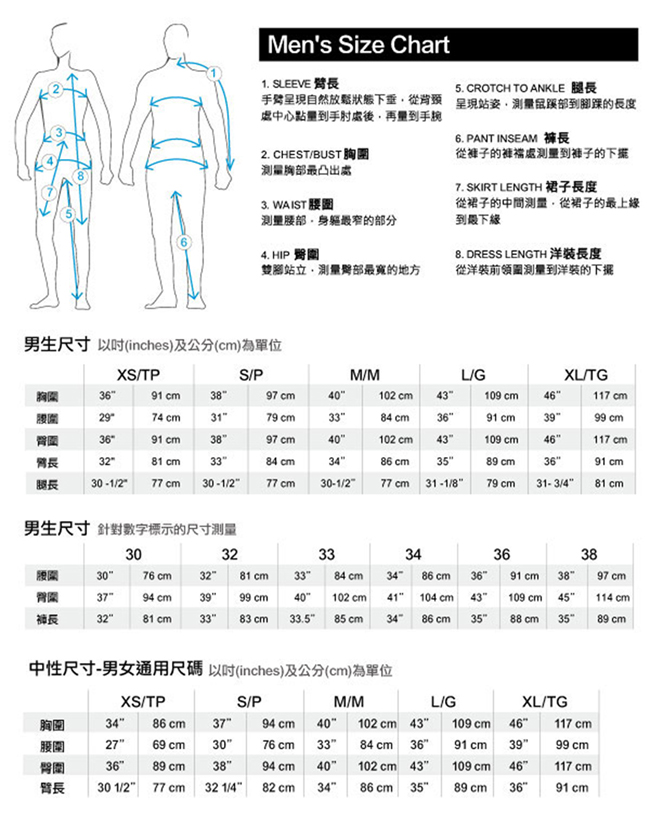 Men's Size Chart
1
2
3
4
8
7
5
6
1. SLEEVE 臂長
手臂呈現自然放鬆狀態下垂，從背頸
處中心點量到手肘處後，再量到手腕
2. CHEST/BUST 胸圍
測量胸部最凸出處
3. WAIST 腰圍
測量腰部，身軀最窄的部分
4. HIP 臀圍
雙腳站立，測量臀部最寬的地方
5. CROTCH TO ANKLE 腿長
呈現站姿，測量鼠蹊部到腳踝的長度
6. PANT INSEAM 褲長
從褲子的褲襠處測量到褲子的下擺
7. SKIRT LENGTH 裙子長度
從裙子的中間測量，從裙子的最上緣
到最下緣
8. DRESS LENGTH 洋裝長度
從洋裝前領圍測量到洋裝的下擺
男生尺寸 以吋(inches)及公分(cm)為單位
XS/TP S/P M/M L/G XL/TG
胸圍 36" 91 cm 38" 97 cm 40" 102 cm 43" 109 cm 46" 117 cm
腰圍 29" 74 cm 31" 79 cm 33" 84 cm 36" 91 cm 39" 99 cm
臀圍 36" 91 cm 38" 97 cm 40" 102 cm 43" 109 cm 46" 117 cm
臂長 32" 81 cm 33" 84 cm 34" 86 cm 35" 89 cm 36" 91 cm
腿長 30 -1/2" 77 cm 30 -1/2" 77 cm 30-1/2" 77 cm 31 -1/8" 79 cm 31- 3/4" 81 cm
男生尺寸 針對數字標示的尺寸測量
30 32 33 34 36 38
腰圍 30" 76 cm 32" 81 cm 33" 84 cm 34" 86 cm 36" 91 cm 38" 97 cm
臀圍 37" 94 cm 39" 99 cm 40" 102 cm 41" 104 cm 43" 109 cm 45" 114 cm
褲長 32" 81 cm 33" 83 cm 33.5" 85 cm 34" 86 cm 35" 88 cm 35" 89 cm
中性尺寸-男女通用尺碼 以吋(inches)及公分(cm)為單位
XS/TP S/P M/M L/G XL/TG
胸圍 34" 86 cm 37" 94 cm 40" 102 cm 43" 109 cm 46" 117 cm
腰圍 27" 69 cm 30" 76 cm 33" 84 cm 36" 91 cm 39" 99 cm
臀圍 36" 89 cm 38" 94 cm 40" 102 cm 43" 109 cm 46" 117 cm
臂長 30 1/2" 77 cm 32 1/4" 82 cm 34" 86 cm 35" 89 cm 36" 91 cm